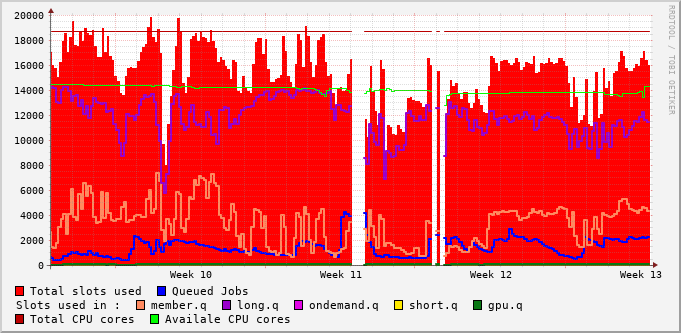 20000
18000
16000
14000
12000
10000
8000
6000
4000
2000
0
Week 10 Week 11 Week 12 Week 13
RRDTOOL / TOBI OETIKER
Total slots used Queued Jobs
Slots used in : member.q long.q ondemand.q short.q gpu.q
Total CPU cores Availale CPU cores